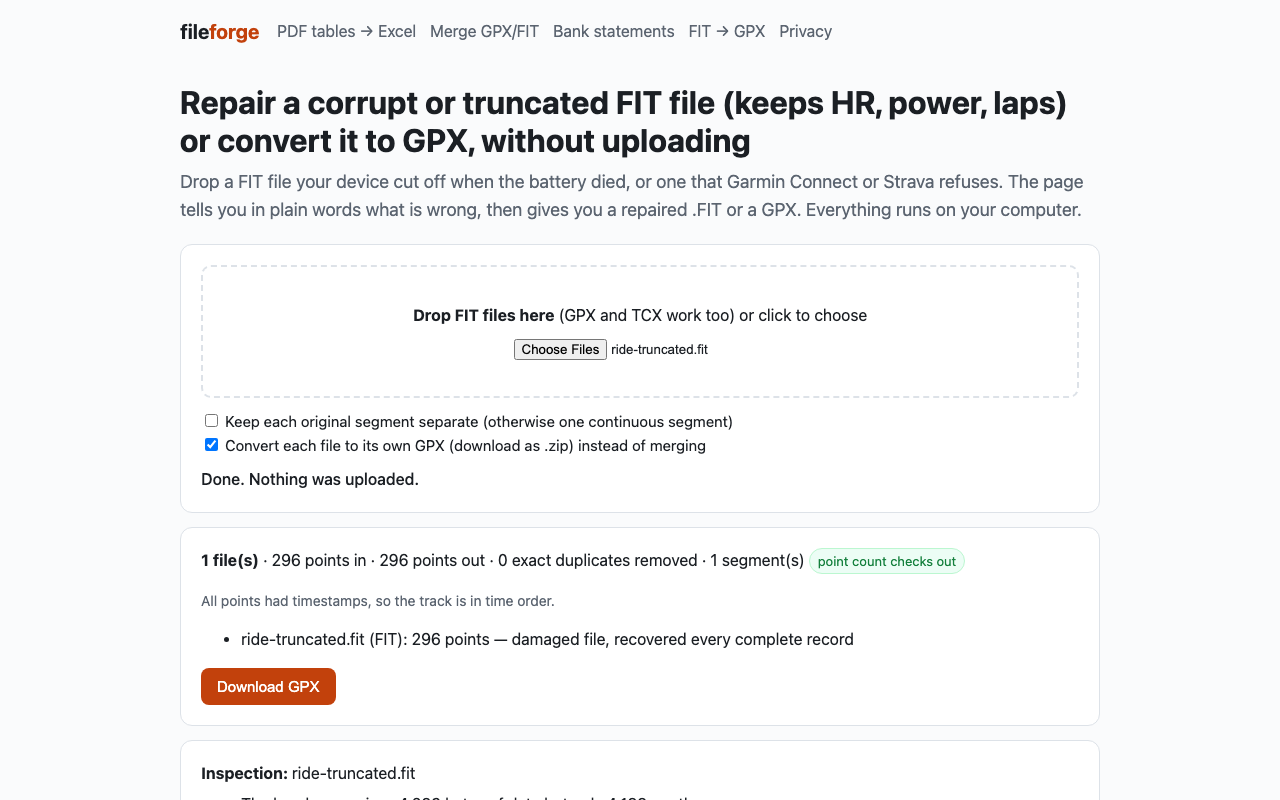 fileforge PDF tables → Excel Merge GPX/FIT Bank statements FIT → GPX Privacy
Repair a corrupt or truncated FIT file (keeps HR, power, laps)
or convert it to GPX, without uploading
Drop a FIT file your device cut off when the battery died, or one that Garmin Connect or Strava refuses. The page
tells you in plain words what is wrong, then gives you a repaired .FIT or a GPX. Everything runs on your computer.
Drop FIT files here (GPX and TCX work too) or click to choose
Choose Files ride-truncated.fit
Keep each original segment separate (otherwise one continuous segment)
Convert each file to its own GPX (download as .zip) instead of merging
Done. Nothing was uploaded.
1 file(s) · 296 points in · 296 points out · 0 exact duplicates removed · 1 segment(s) point count checks out
All points had timestamps, so the track is in time order.
• ride-truncated.fit (FIT): 296 points — damaged file, recovered every complete record
Download GPX
Inspection: ride-truncated.fit